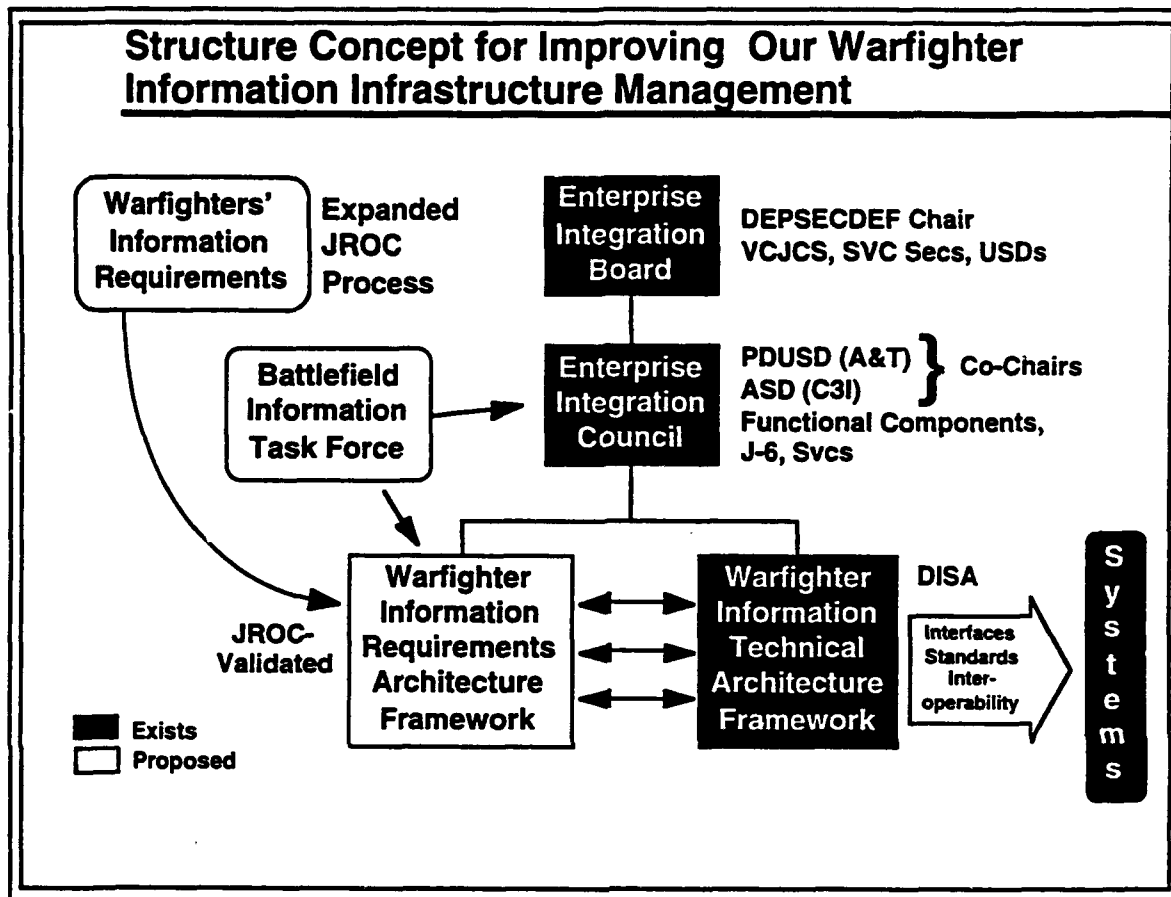 Structure Concept for Improving Our Warfighter
Information Infrastructure Management
Warfighters'
Information
Requirements
Expanded
JROC
Process
Enterprise
Integration
Board
DEPSECDEF Chair
VCJCS, SVC Secs, USDs
Battlefield
Information
Task Force
Enterprise
Integration
Council
PDUSD (A&T)
ASD (C3I)
} Co-Chairs
Functional Components,
J-6, Svcs
JROC-
Validated
Warfighter
Information
Requirements
Architecture
Framework
Warfighter
Information
Technical
Architecture
Framework
DISA
Interfaces
Standards
Inter-
operability
Systems
Exists
Proposed